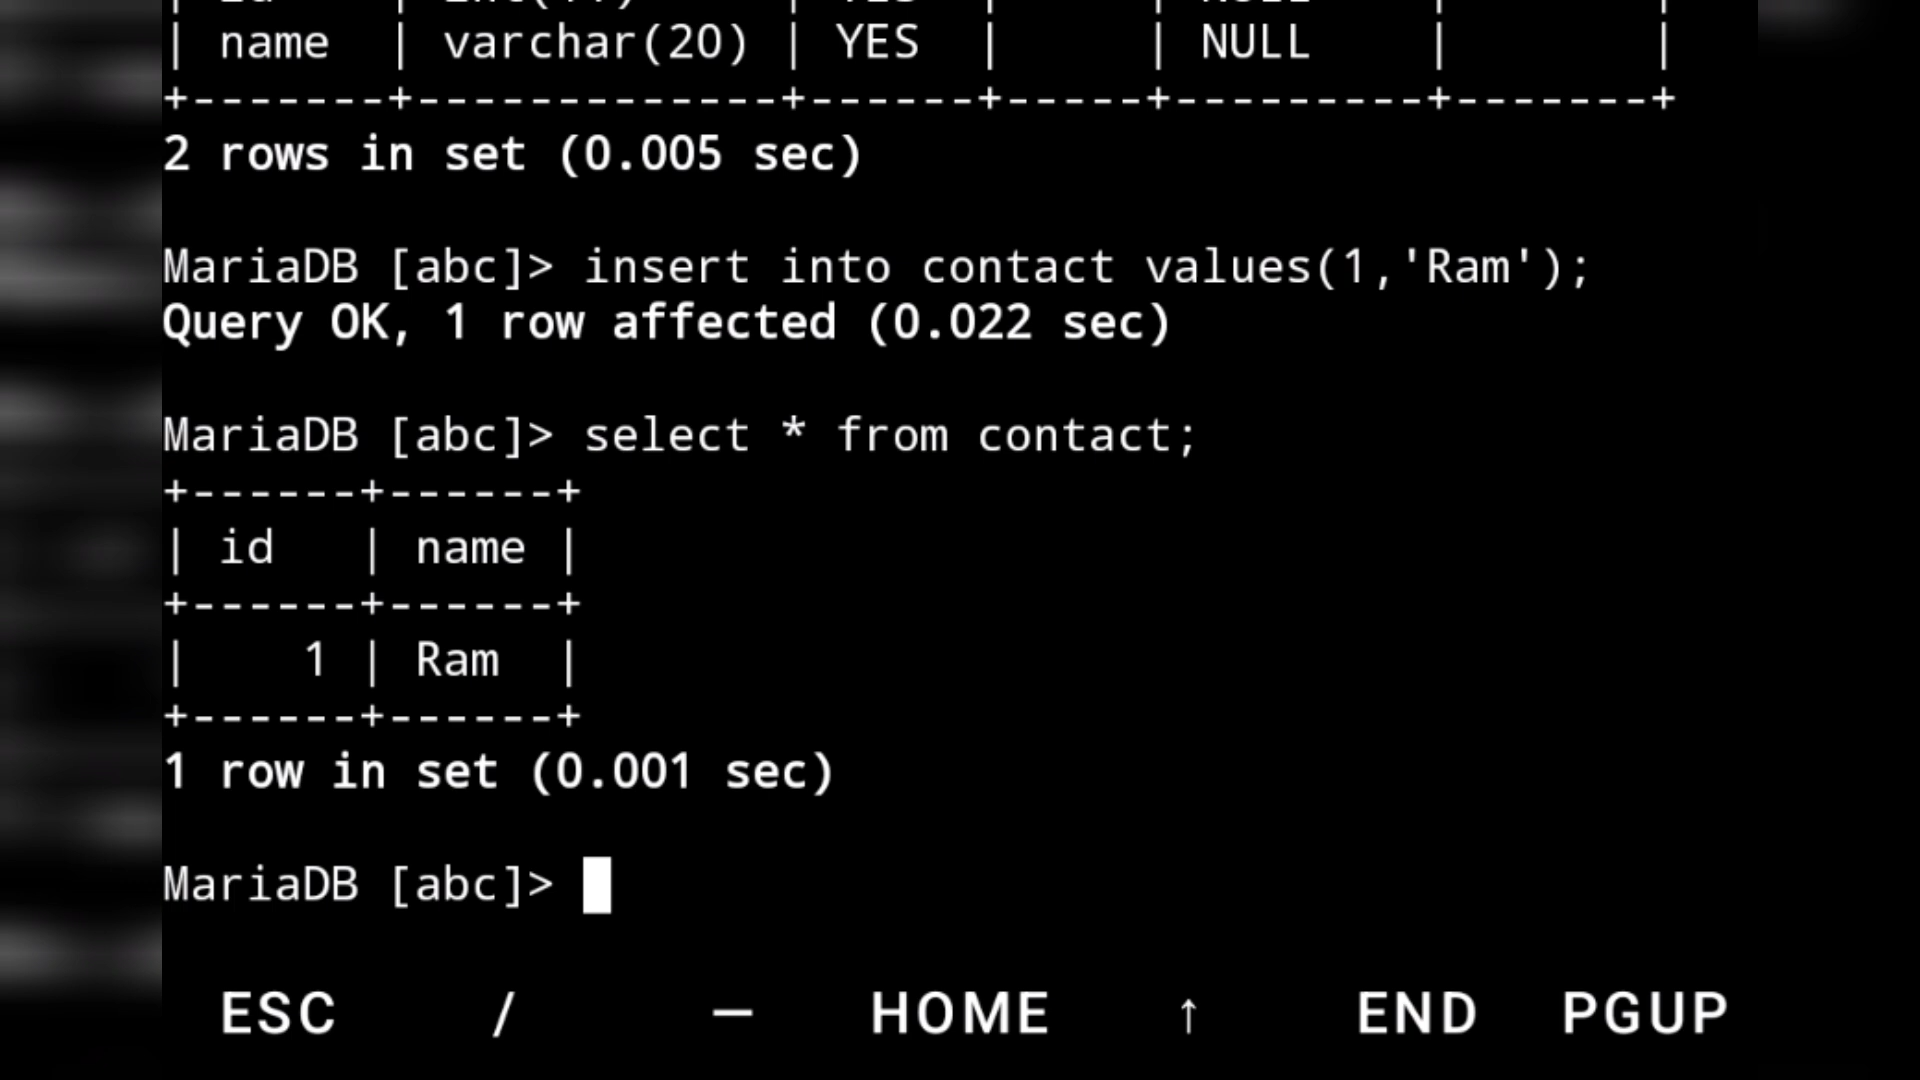 | name  | varchar(20) | YES  |     | NULL    |       |
+-------+-------------+------+-----+---------+-------+
2 rows in set (0.005 sec)
MariaDB [abc]> insert into contact values(1,'Ram');
Query OK, 1 row affected (0.022 sec)
MariaDB [abc]> select * from contact;
+------+------+
| id   | name |
+------+------+
|    1 | Ram  |
+------+------+
1 row in set (0.001 sec)
MariaDB [abc]>
ESC / — HOME ↑ END PGUP